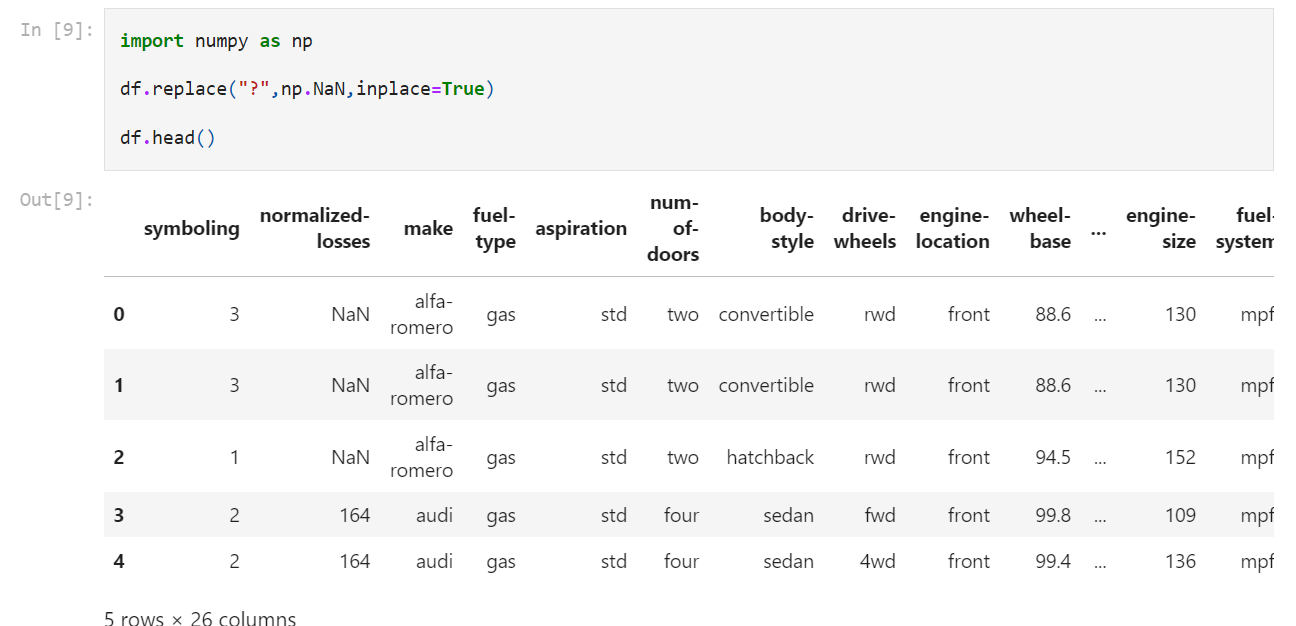 In [9]:
import numpy as np
df.replace("?",np.NaN,inplace=True)
df.head()
Out[9]:
symboling normalized-losses make fuel-type aspiration num-of-doors body-style drive-wheels engine-location wheel-base ... engine-size fuel-system
0 3 NaN alfa-romero gas std two convertible rwd front 88.6 ... 130 mpf
1 3 NaN alfa-romero gas std two convertible rwd front 88.6 ... 130 mpf
2 1 NaN alfa-romero gas std two hatchback rwd front 94.5 ... 152 mpf
3 2 164 audi gas std four sedan fwd front 99.8 ... 109 mpf
4 2 164 audi gas std four sedan 4wd front 99.4 ... 136 mpf
5 rows × 26 columns